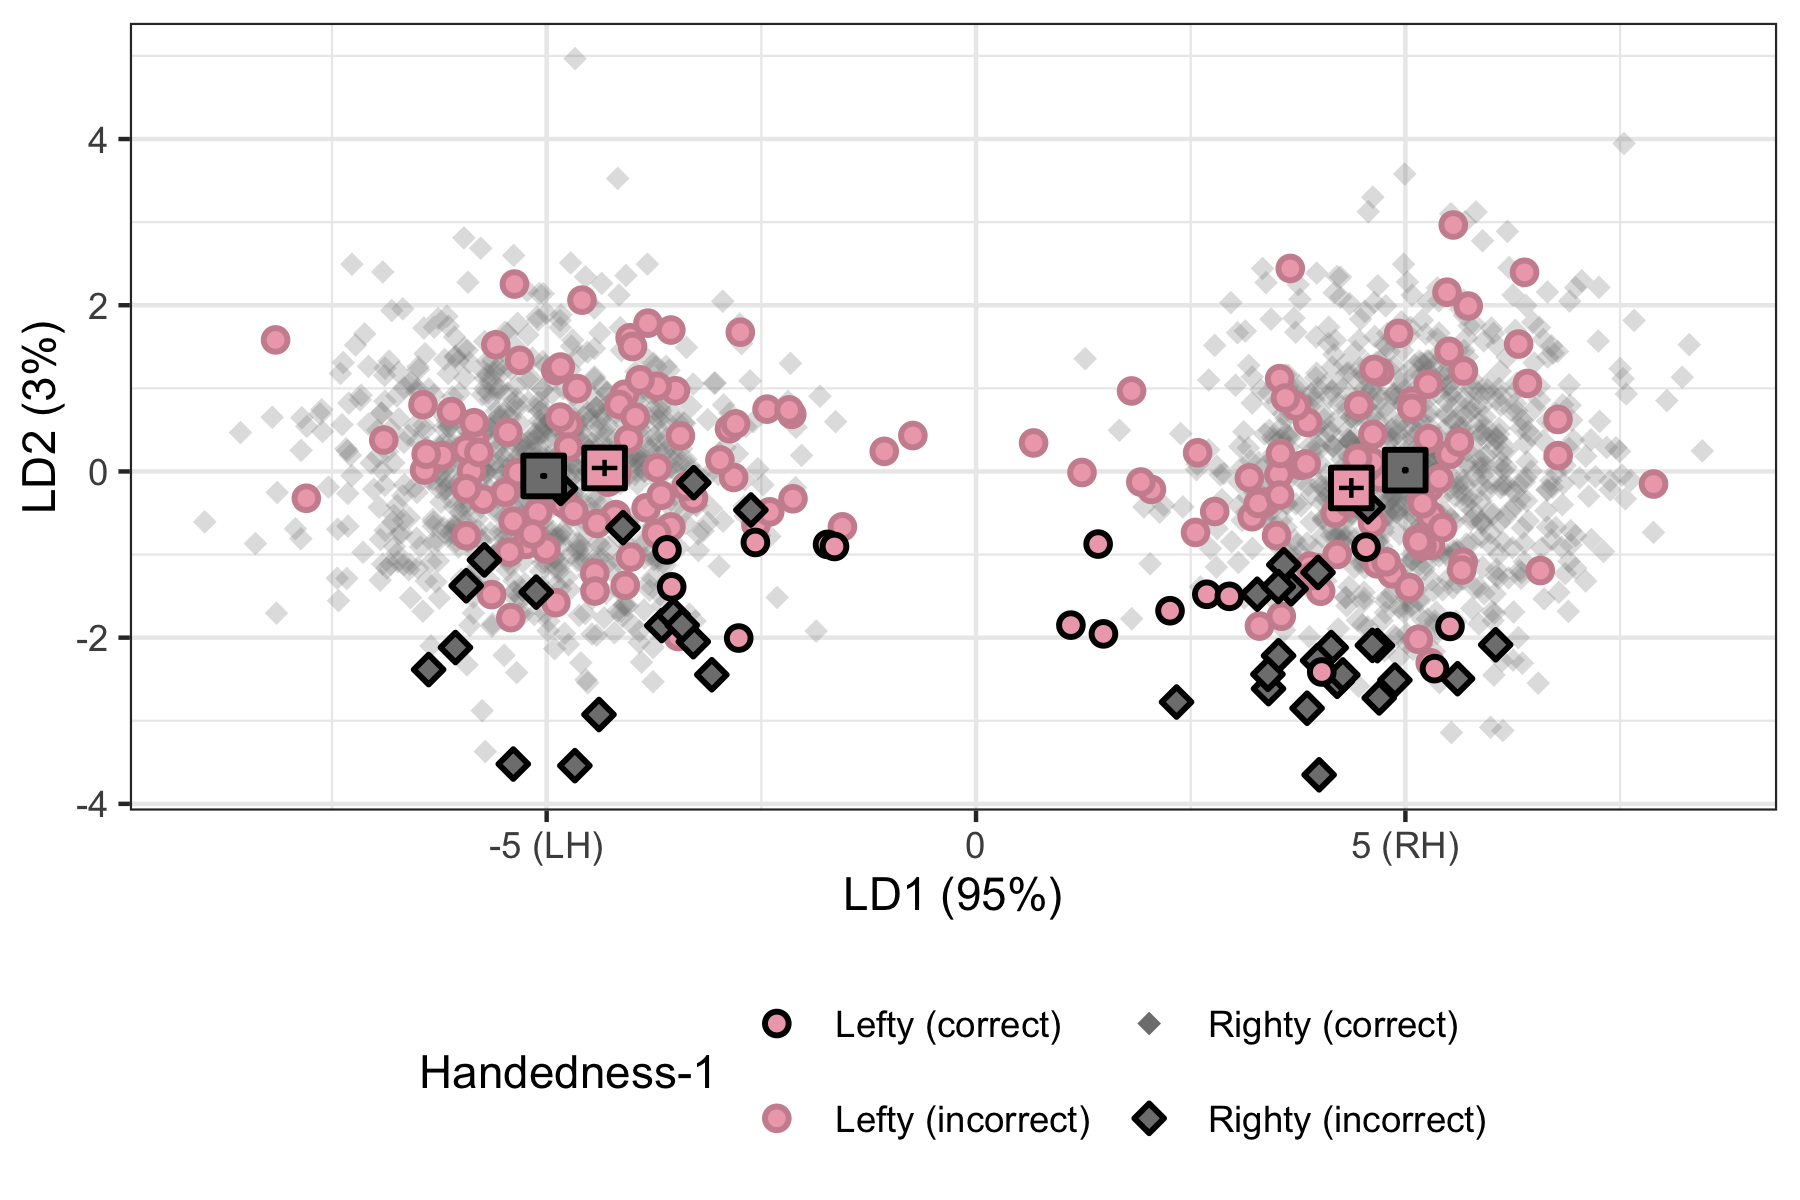 4
2
0
-2
-4
LD2 (3%)
-5 (LH)
0
5 (RH)
LD1 (95%)
Handedness-1
Lefty (correct)
Righty (correct)
Lefty (incorrect)
Righty (incorrect)